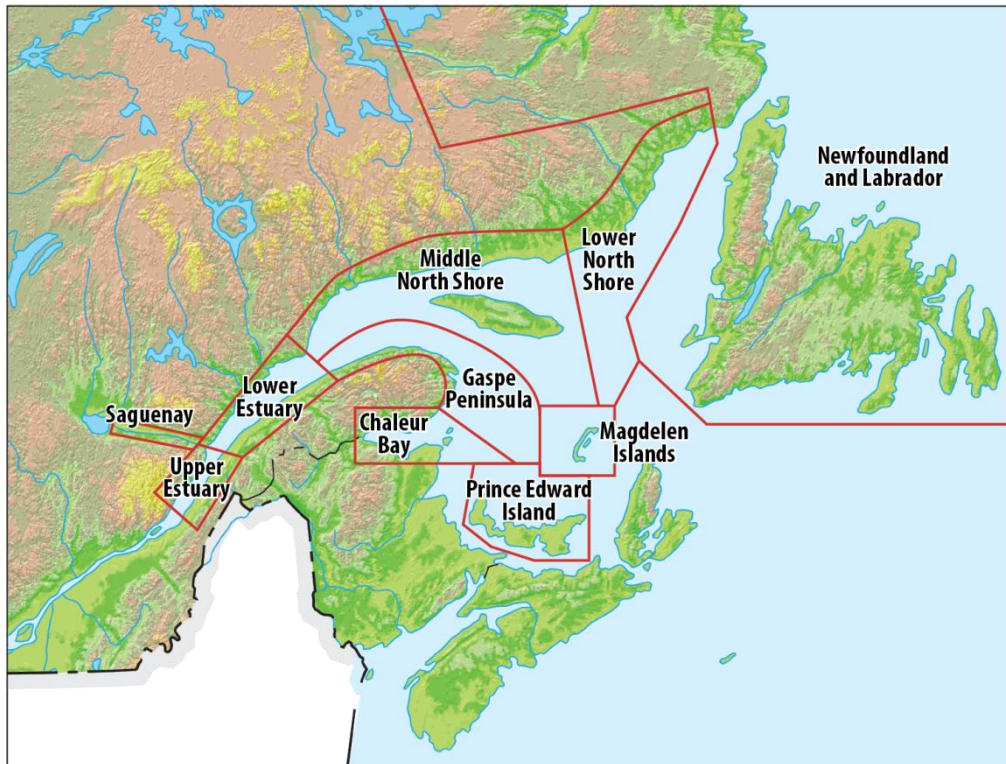 Newfoundland
and Labrador
Lower
North
Shore
Middle
North Shore
Gaspe
Peninsula
Lower
Estuary
Saguenay
Chaleur
Bay
Magdelen
Islands
Upper
Estuary
Prince Edward
Island